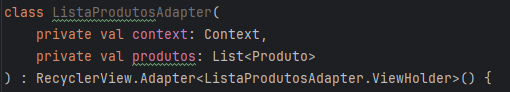 class ListaProdutosAdapter(
    private val context: Context,
    private val produtos: List<Produto>
) : RecyclerView.Adapter<ListaProdutosAdapter.ViewHolder>() {